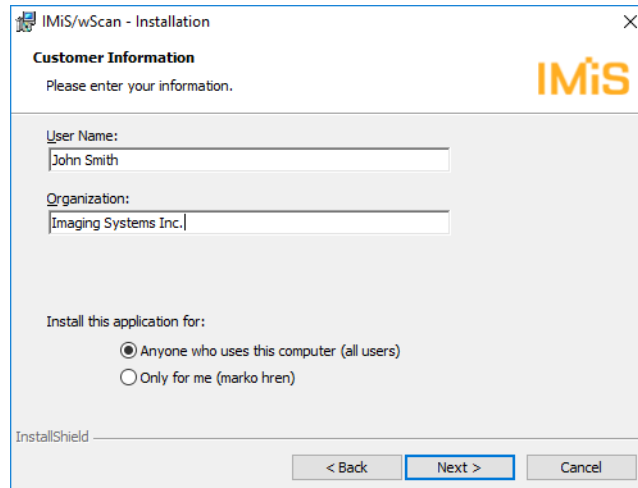 IMiS/wScan - Installation
Customer Information
Please enter your information.
IMiS
User Name:
John Smith
Organization:
Imaging Systems Inc.
Install this application for:
Anyone who uses this computer (all users)
Only for me (marko hren)
InstallShield
< Back
Next >
Cancel